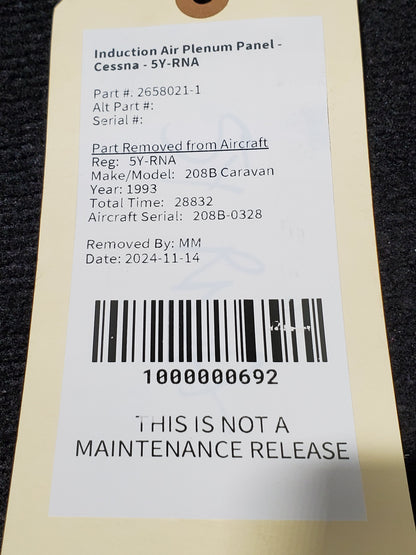 Induction Air Plenum Panel -
Cessna - 5Y-RNA
Part #: 2658021-1
Alt Part #:
Serial #:
Part Removed from Aircraft
Reg: 5Y-RNA
Make/Model: 208B Caravan
Year: 1993
Total Time: 28832
Aircraft Serial: 208B-0328
Removed By: MM
Date: 2024-11-14
1000000692
THIS IS NOT A
MAINTENANCE RELEASE